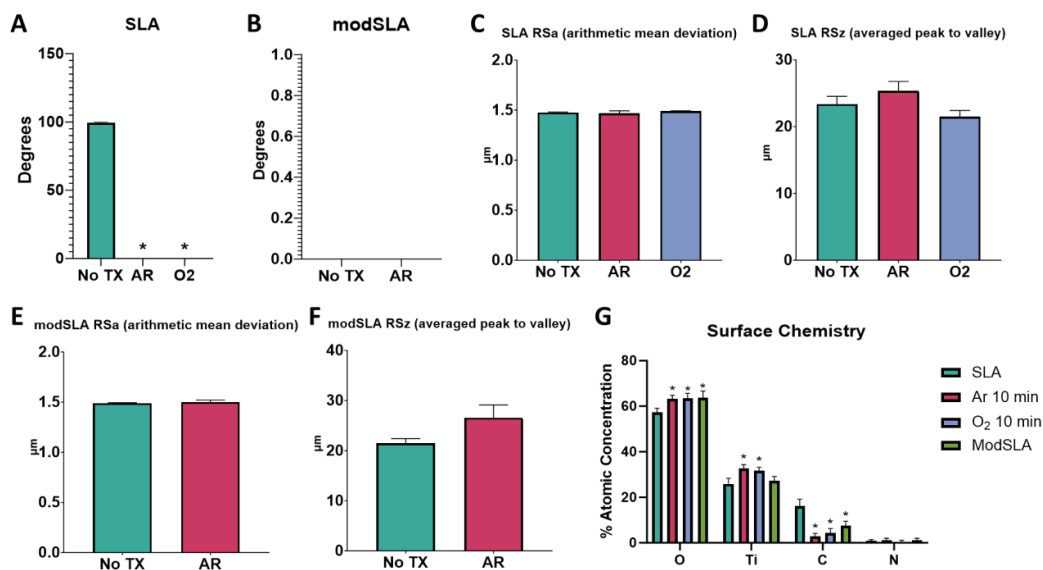 A
SLA
150
100
50
0
Degrees
No TX AR O2
* *
B
modSLA
1.0
0.8
0.6
0.4
0.2
0.0
Degrees
No TX AR
C
SLA RSa (arithmetic mean deviation)
2.0
1.5
1.0
1.5
0.0
µm
No TX AR O2
D
SLA RSz (averaged peak to valley)
30
20
10
0
µm
No TX AR O2
E
modSLA RSa (arithmetic mean deviation)
2.0
1.5
1.0
1.5
0.0
µm
No TX AR
F
modSLA RSz (averaged peak to valley)
40
30
20
10
0
µm
No TX AR
G
Surface Chemistry
80
60
40
20
0
% Atomic Concentration
* * *
* *
* * *
O Ti C N
SLA
Ar 10 min
O₂ 10 min
ModSLA